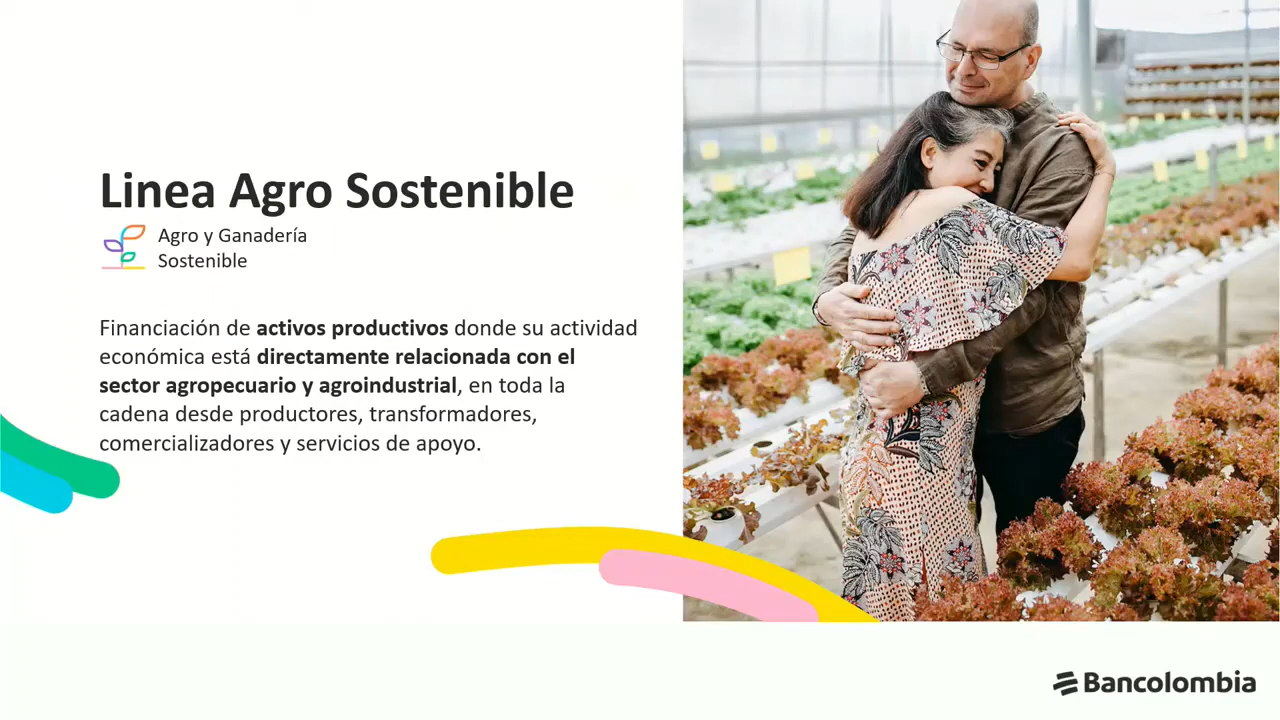 Linea Agro Sostenible
Agro y Ganadería
Sostenible
Financiación de activos productivos donde su actividad
económica está directamente relacionada con el
sector agropecuario y agroindustrial, en toda la
cadena desde productores, transformadores,
comercializadores y servicios de apoyo.
Bancolombia